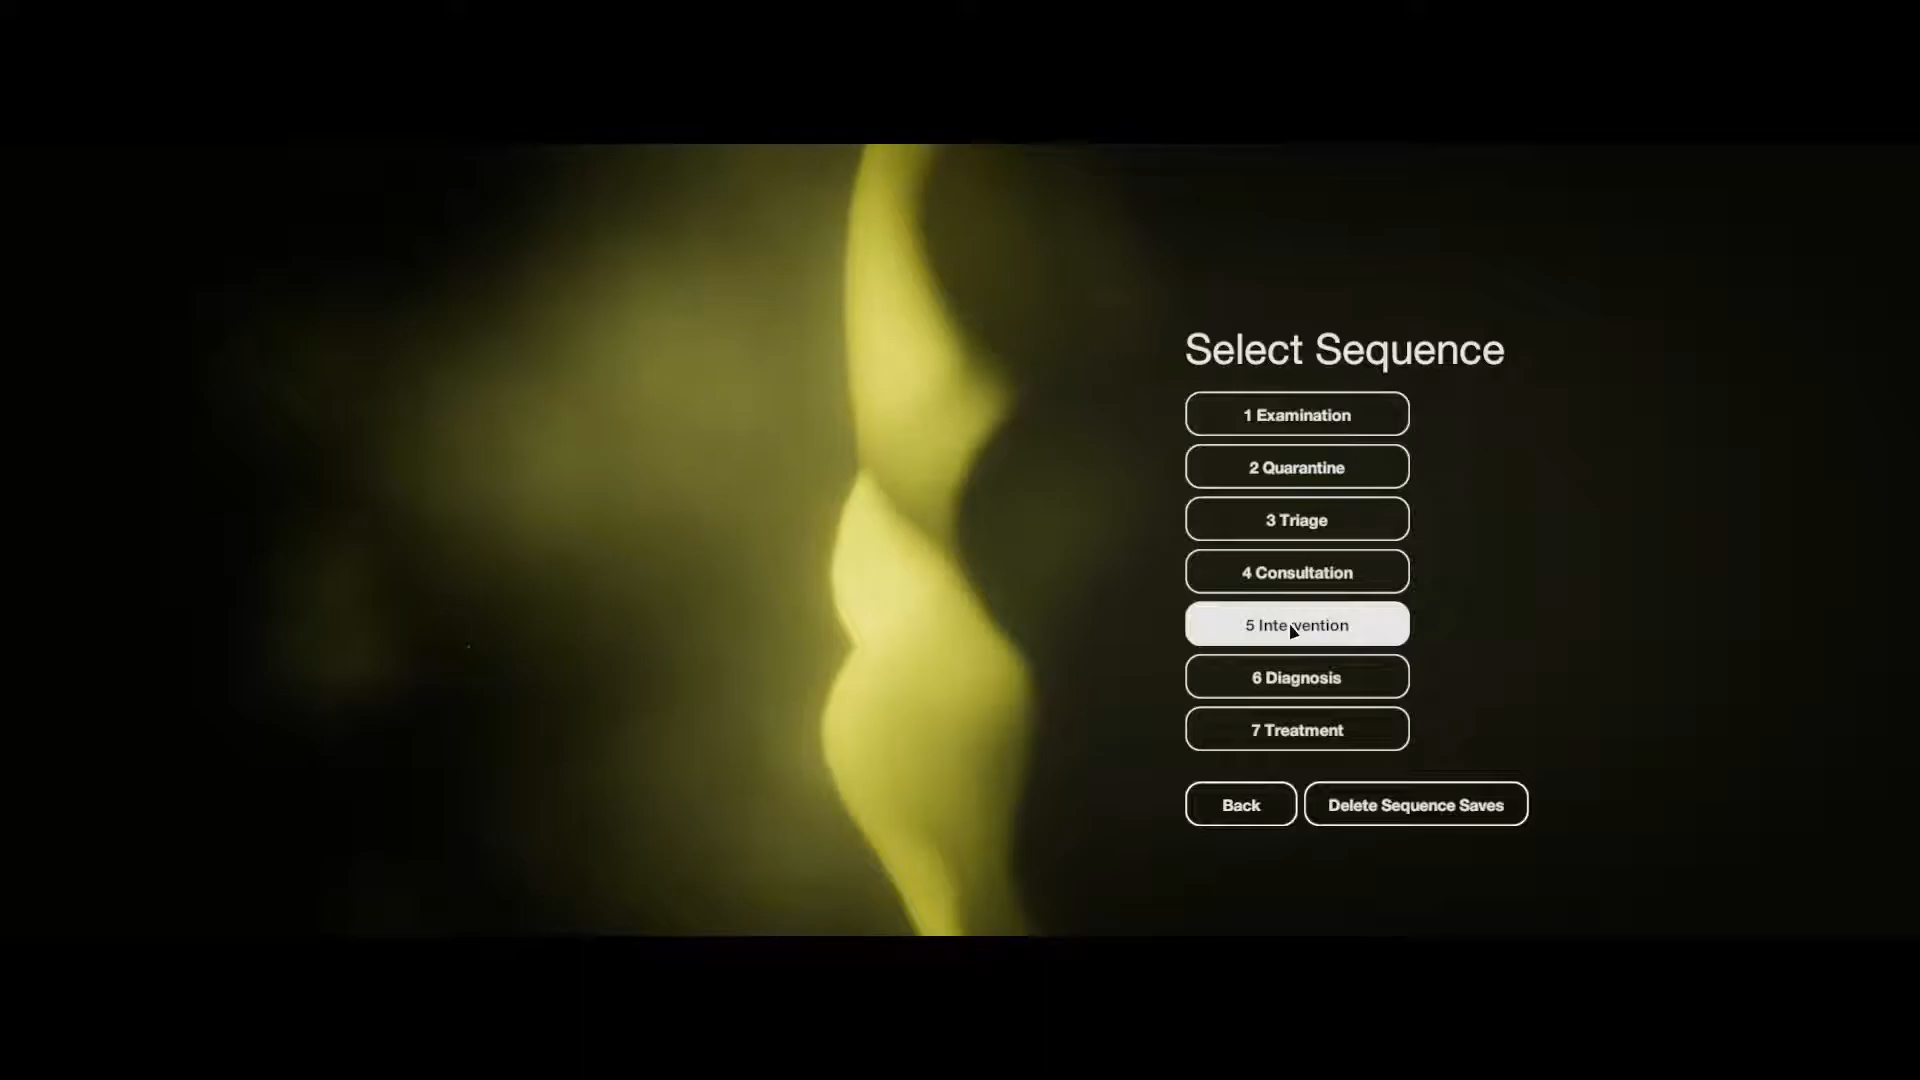 Select Sequence
1 Examination
2 Quarantine
3 Triage
4 Consultation
5 Intervention
6 Diagnosis
7 Treatment
Back
Delete Sequence Saves